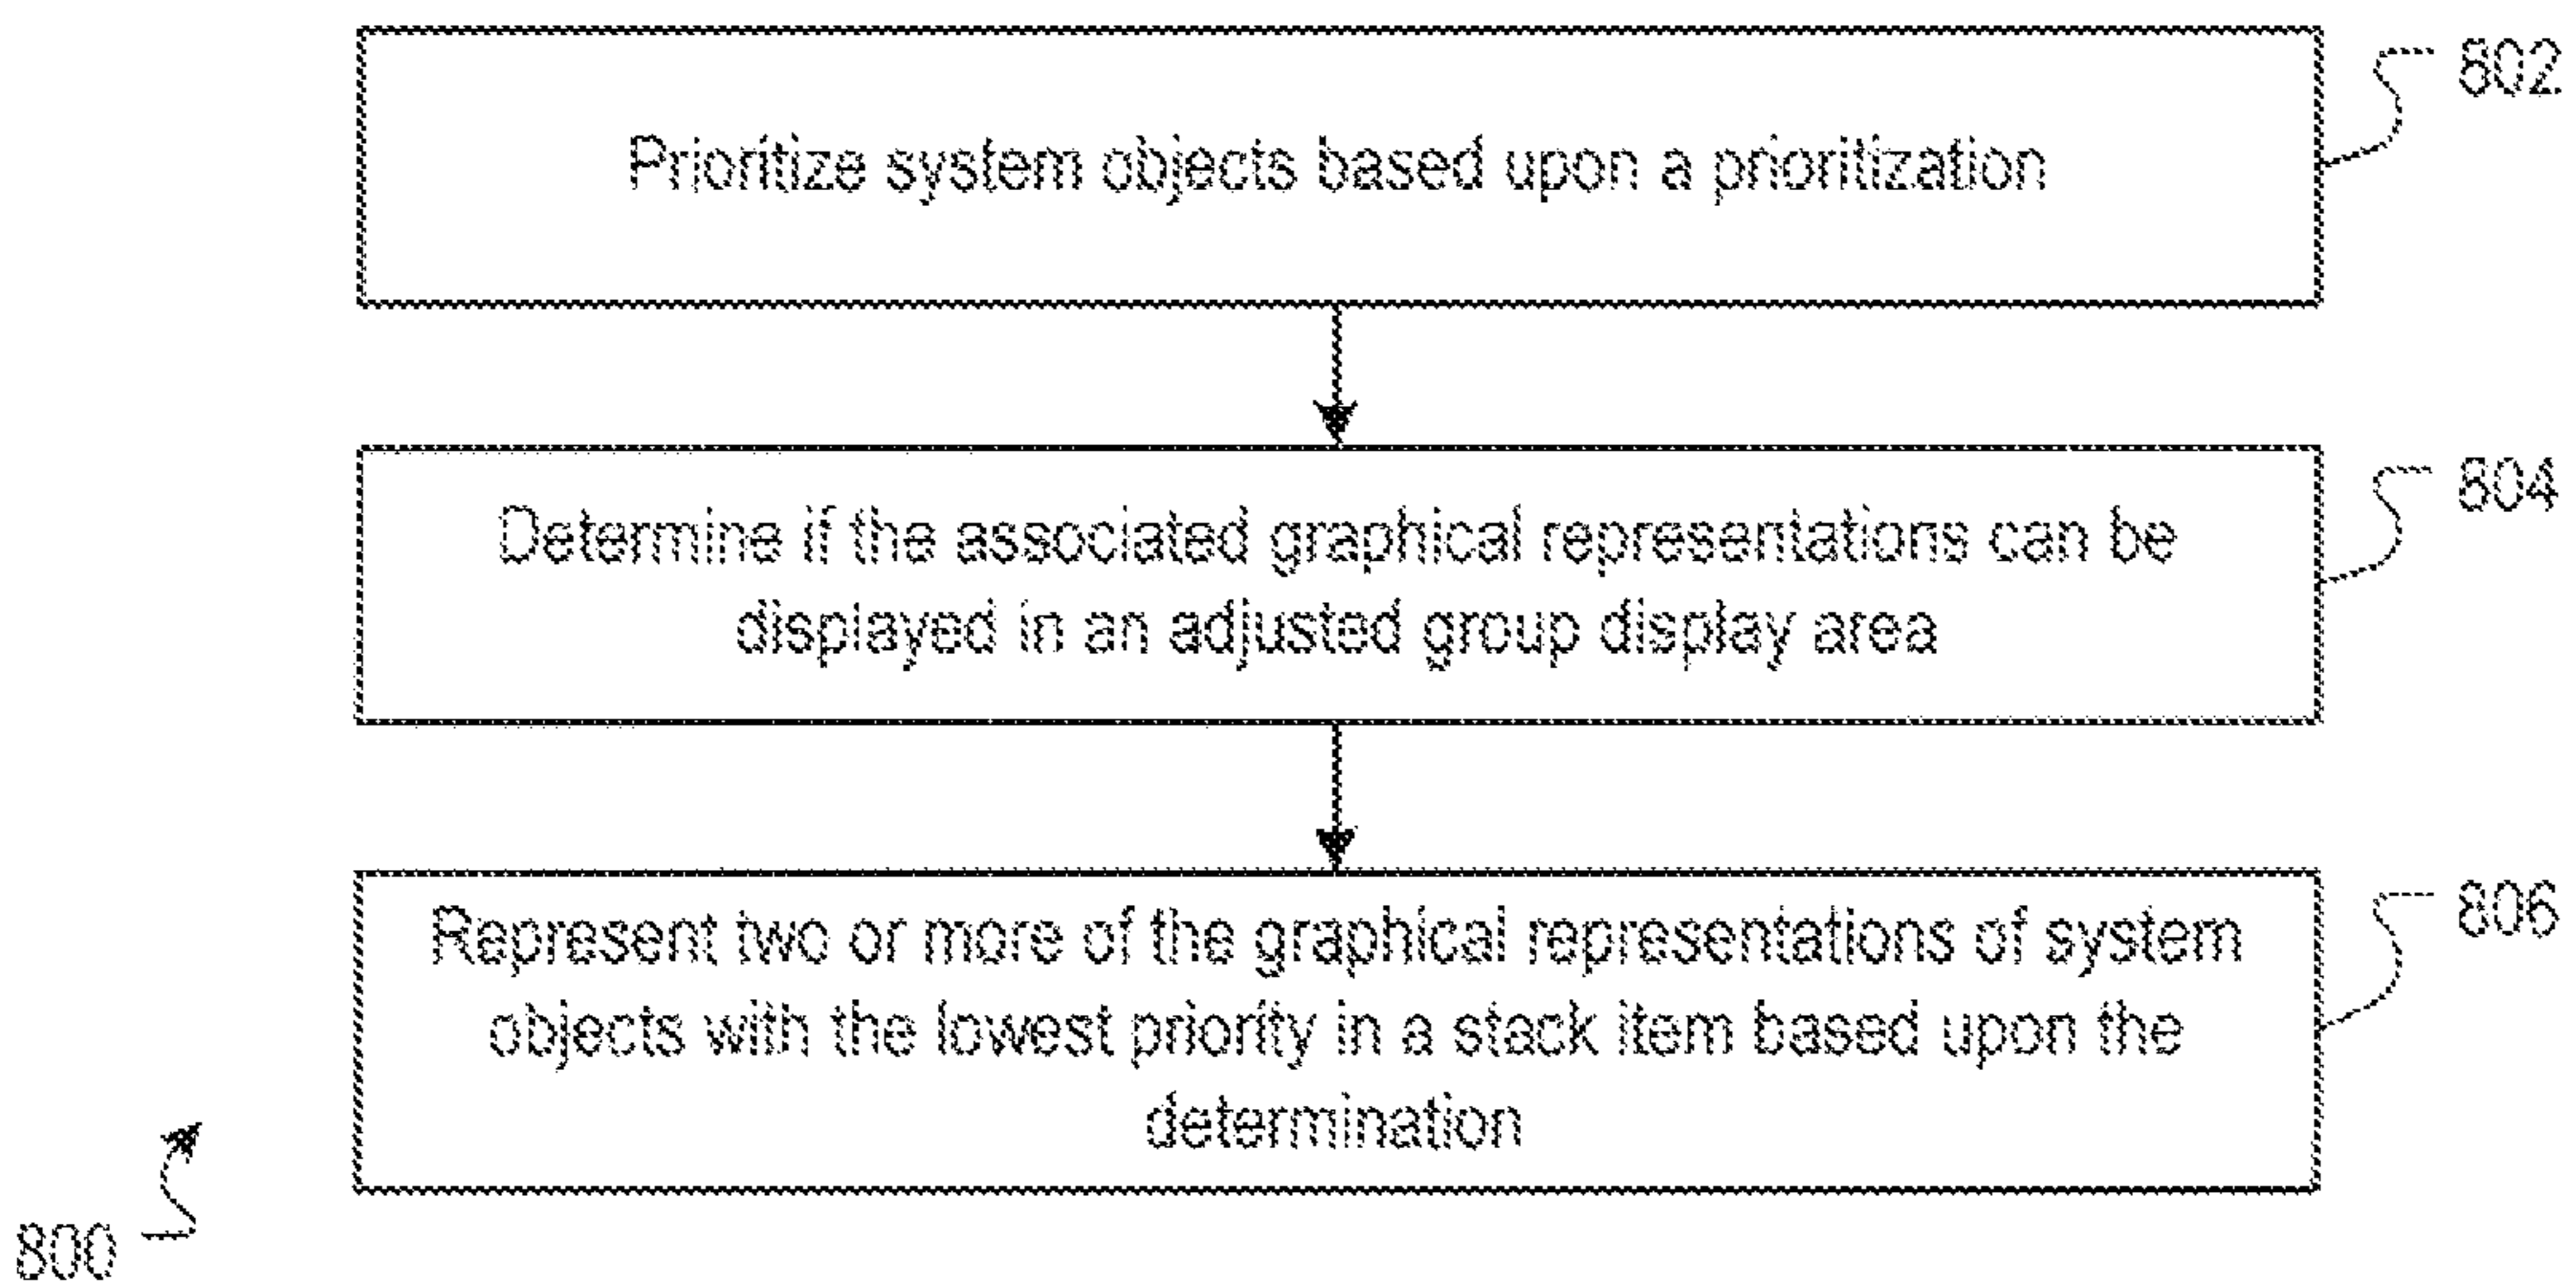 Prioritize system objects based upon a prioritization
802
Determine if the associated graphical representations can be
displayed in an adjusted group display area
804
Represent two or more of the graphical representations of system
objects with the lowest priority in a stack item based upon the
determination
806
800